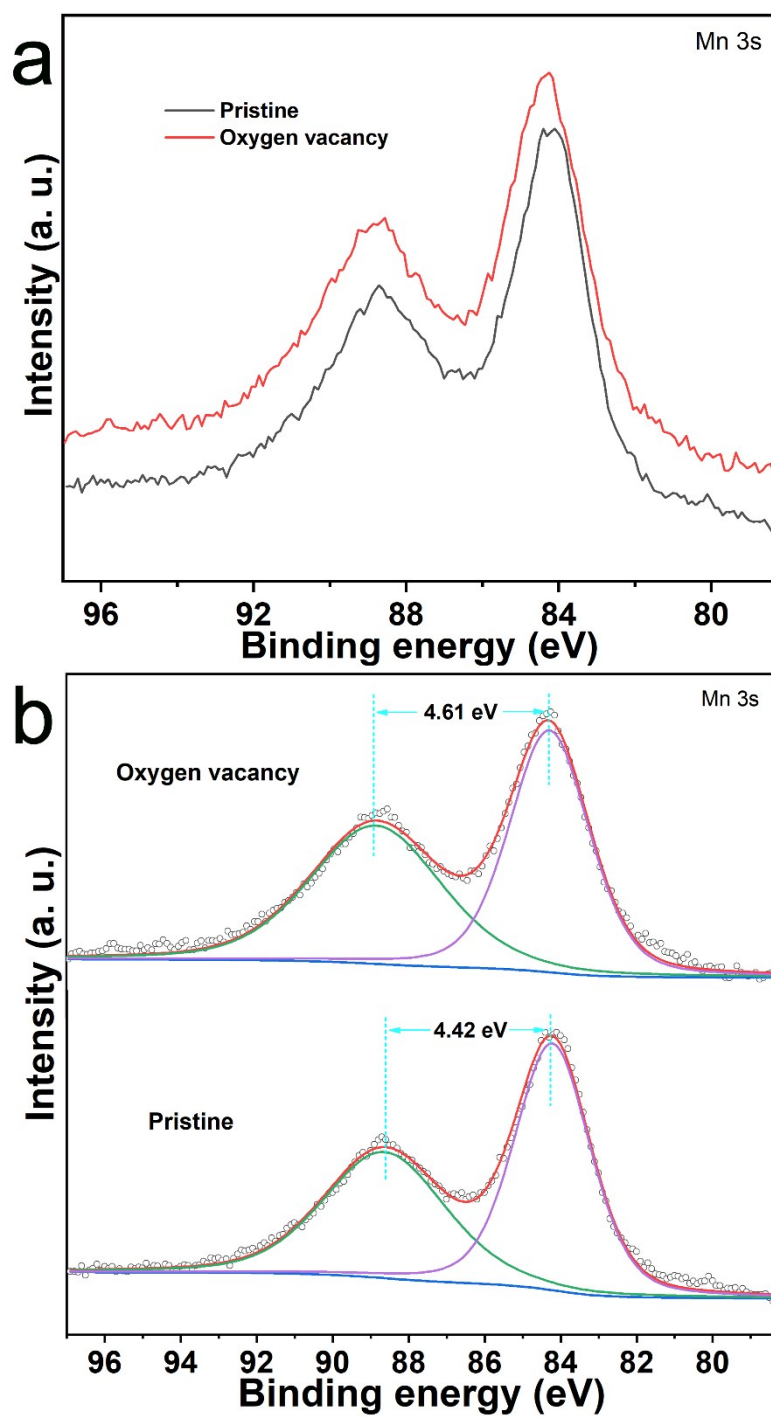 a
Mn 3s
Pristine
Oxygen vacancy
Intensity (a. u.)
96 92 88 84 80
Binding energy (eV)
b
Mn 3s
4.61 eV
Oxygen vacancy
4.42 eV
Pristine
Intensity (a. u.)
96 94 92 90 88 86 84 82 80
Binding energy (eV)